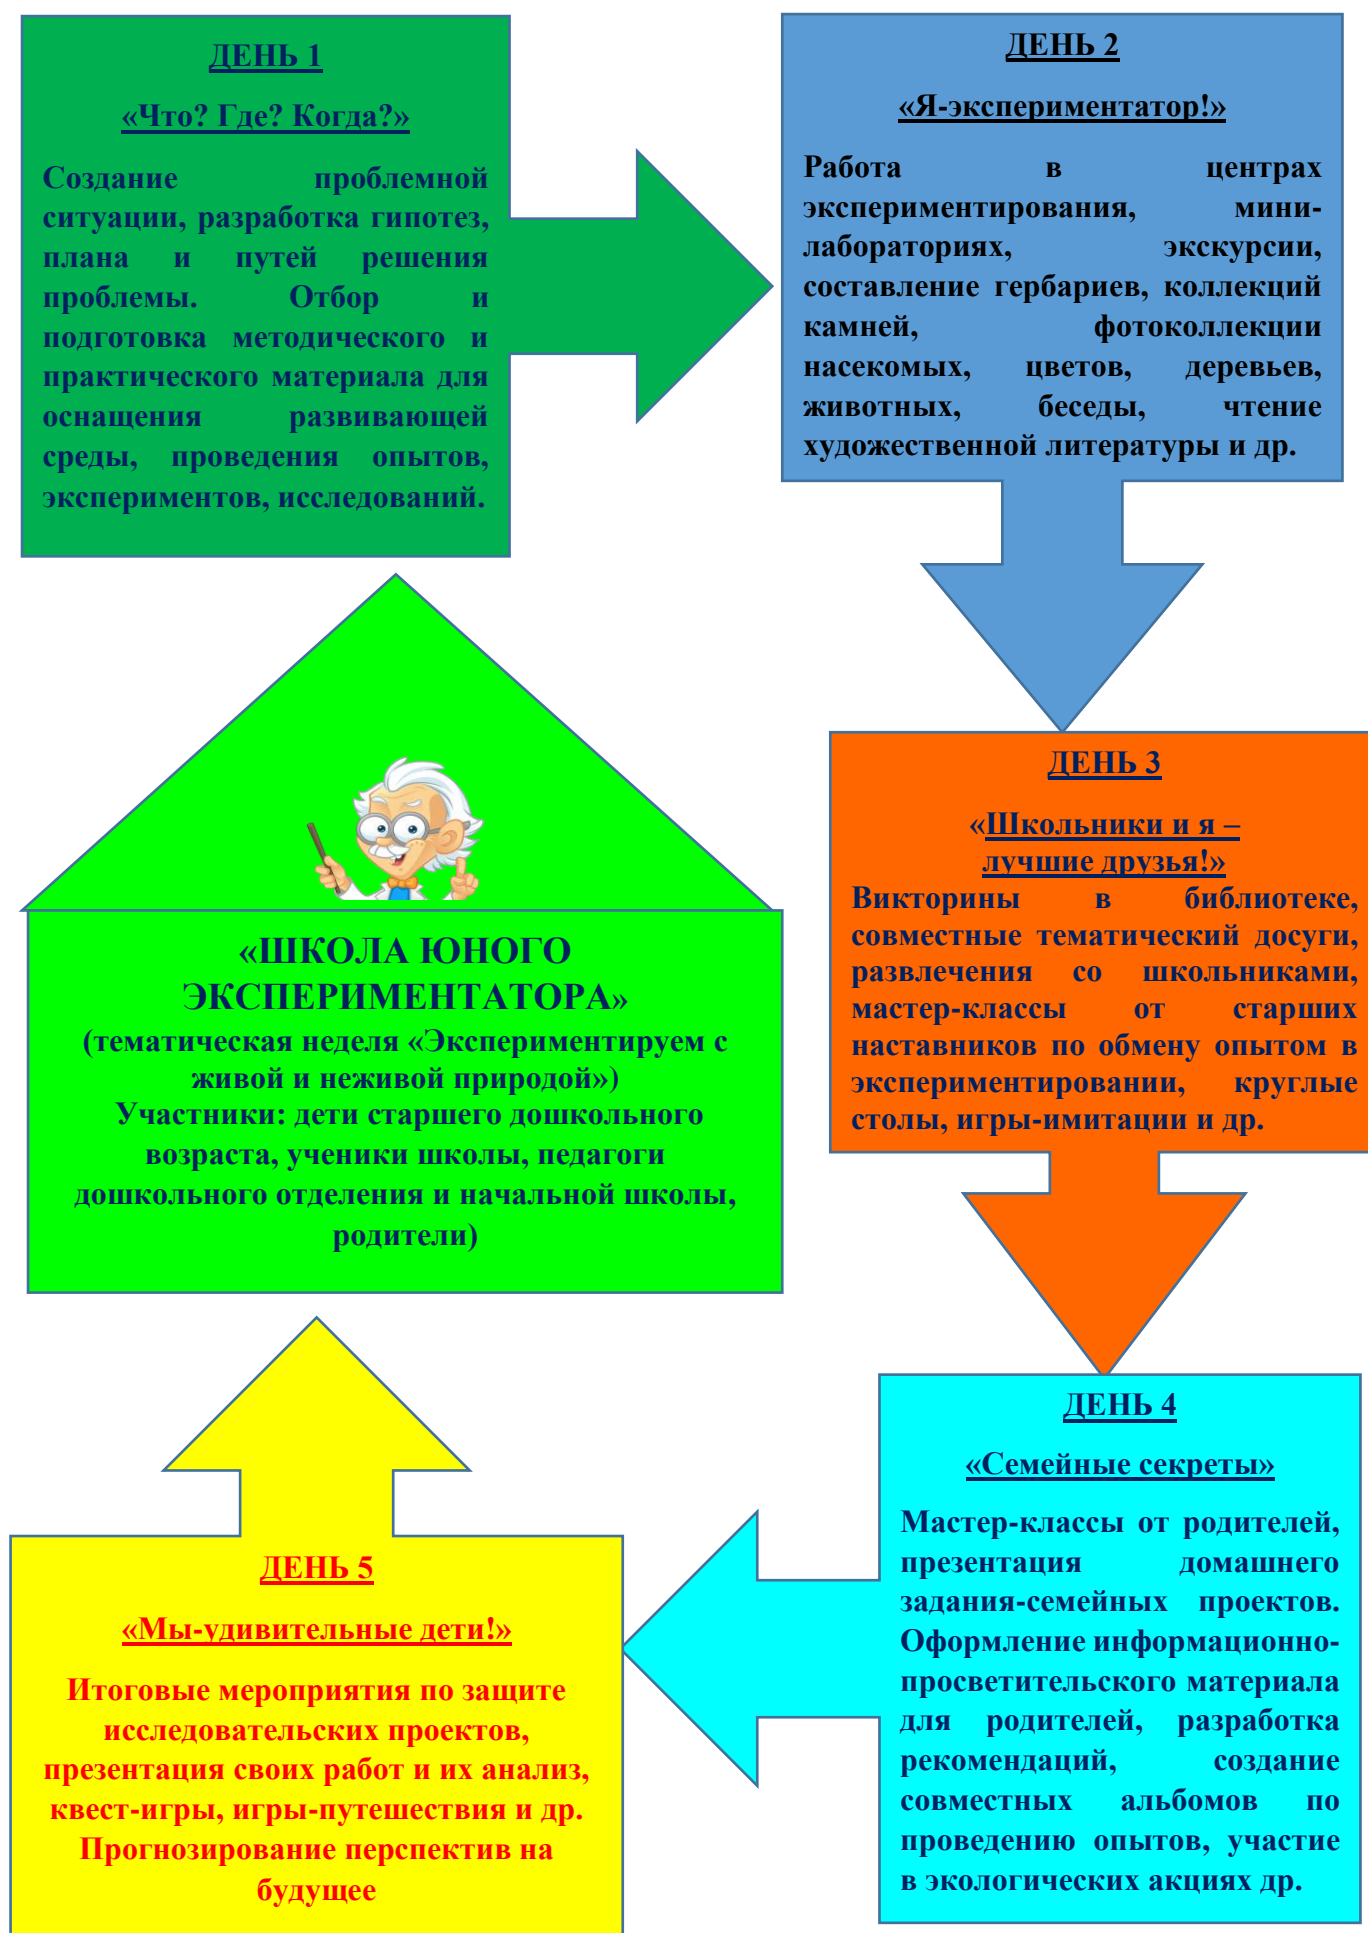 ДЕНЬ 1
«Что? Где? Когда?»
Создание проблемной
ситуации, разработка гипотез,
плана и путей решения
проблемы. Отбор и
подготовка методического и
практического материала для
оснащения развивающей
среды, проведения опытов,
экспериментов, исследований.
ДЕНЬ 2
«Я-экспериментатор!»
Работа в центрах
экспериментирования, мини-
лабораториях, экскурсии,
составление гербариев, коллекций
камней, фотоколлекции
насекомых, цветов, деревьев,
животных, беседы, чтение
художественной литературы и др.
ДЕНЬ 3
«Школьники и я –
лучшие друзья!»
Викторины в библиотеке,
совместные тематический досуги,
развлечения со школьниками,
мастер-классы от старших
наставников по обмену опытом в
экспериментировании, круглые
столы, игры-имитации и др.
«ШКОЛА ЮНОГО
ЭКСПЕРИМЕНТАТОРА»
(тематическая неделя «Экспериментируем с
живой и неживой природой»)
Участники: дети старшего дошкольного
возраста, ученики школы, педагоги
дошкольного отделения и начальной школы,
родители)
ДЕНЬ 4
«Семейные секреты»
Мастер-классы от родителей,
презентация домашнего
задания-семейных проектов.
Оформление информационно-
просветительского материала
для родителей, разработка
рекомендаций, создание
совместных альбомов по
проведению опытов, участие
в экологических акциях др.
ДЕНЬ 5
«Мы-удивительные дети!»
Итоговые мероприятия по защите
исследовательских проектов,
презентация своих работ и их анализ,
квест-игры, игры-путешествия и др.
Прогнозирование перспектив на
будущее